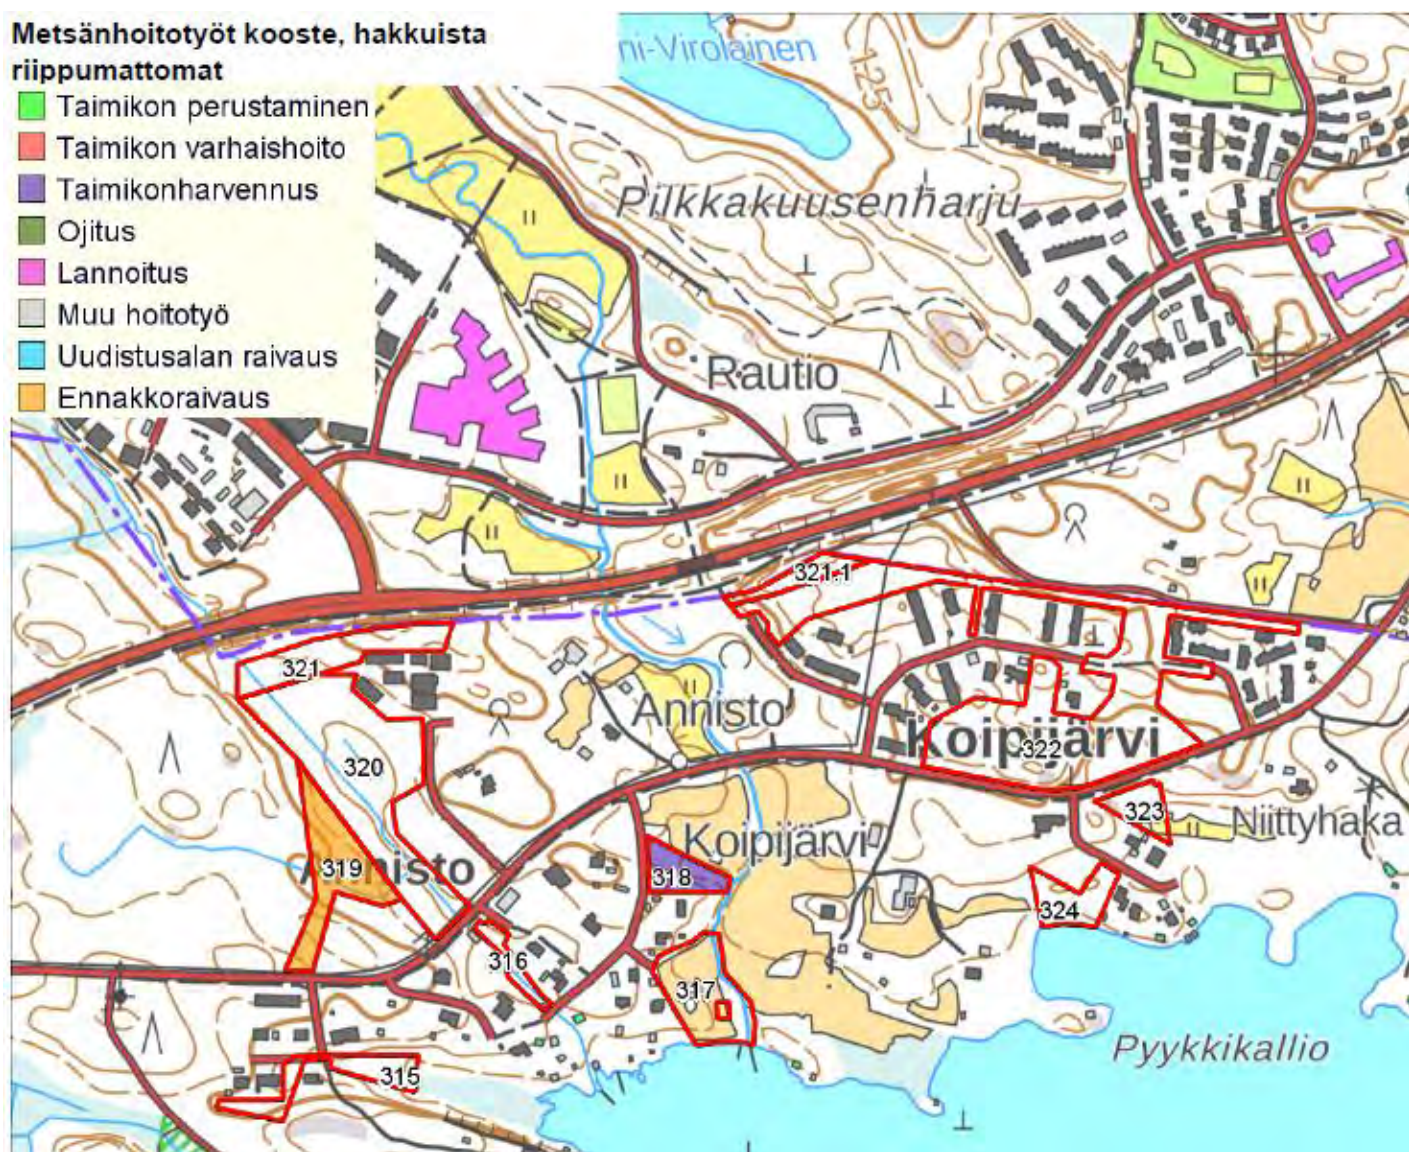 Metsänhoitotyöt kooste, hakkuista
riippumattomat
Taimikon perustaminen
Taimikon varhaishoito
Taimikonharvennus
Ojitus
Lannoitus
Muu hoitotyö
Uudistusalan raivaus
Ennakkoraivaus
ni-Virolainen
125
Pilkkakuusenharju
Rautio
321.1
321
Annisto
Koipijärvi
322
320
323
Niittyhaka
Koipijärvi
319
Annisto
318
324
316
317
Pyykkikallio
315